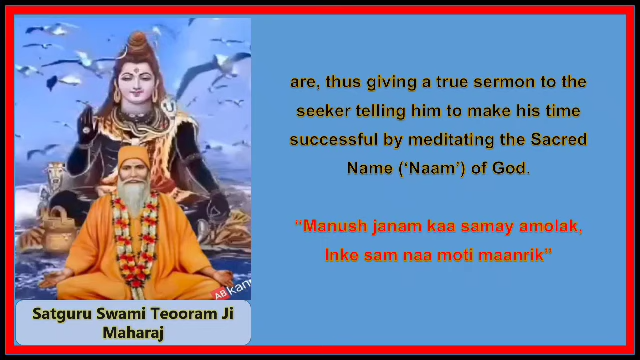 are, thus giving a true sermon to the
seeker telling him to make his time
successful by meditating the Sacred
Name (‘Naam’) of God.
“Manush janam kaa samay amolak,
Inke sam naa moti maanrik”
AB
Satguru Swami Teooram Ji
Maharaj